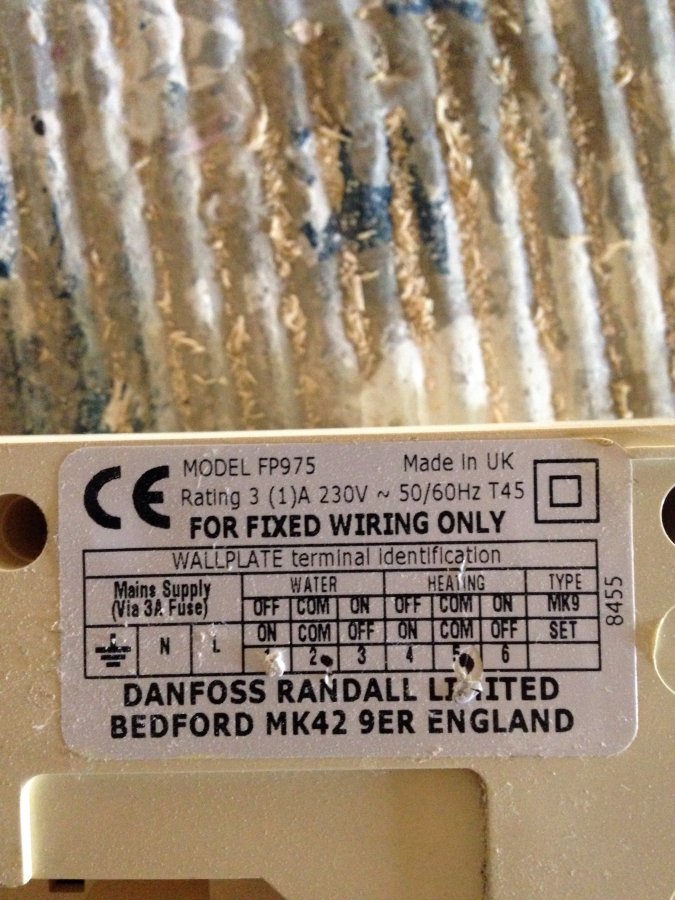 CE MODEL FP975 Made in UK
Rating 3 (1)A 230V ~ 50/60Hz T45
FOR FIXED WIRING ONLY
WALLPLATE terminal identification
Mains Supply
(Via 3A Fuse)
WATER HEATING TYPE
OFF COM ON OFF COM ON MK9
ON COM OFF ON COM OFF SET
N L 1 2 3 4 5 6
8455
DANFOSS RANDALL LIMITED
BEDFORD MK42 9ER ENGLAND